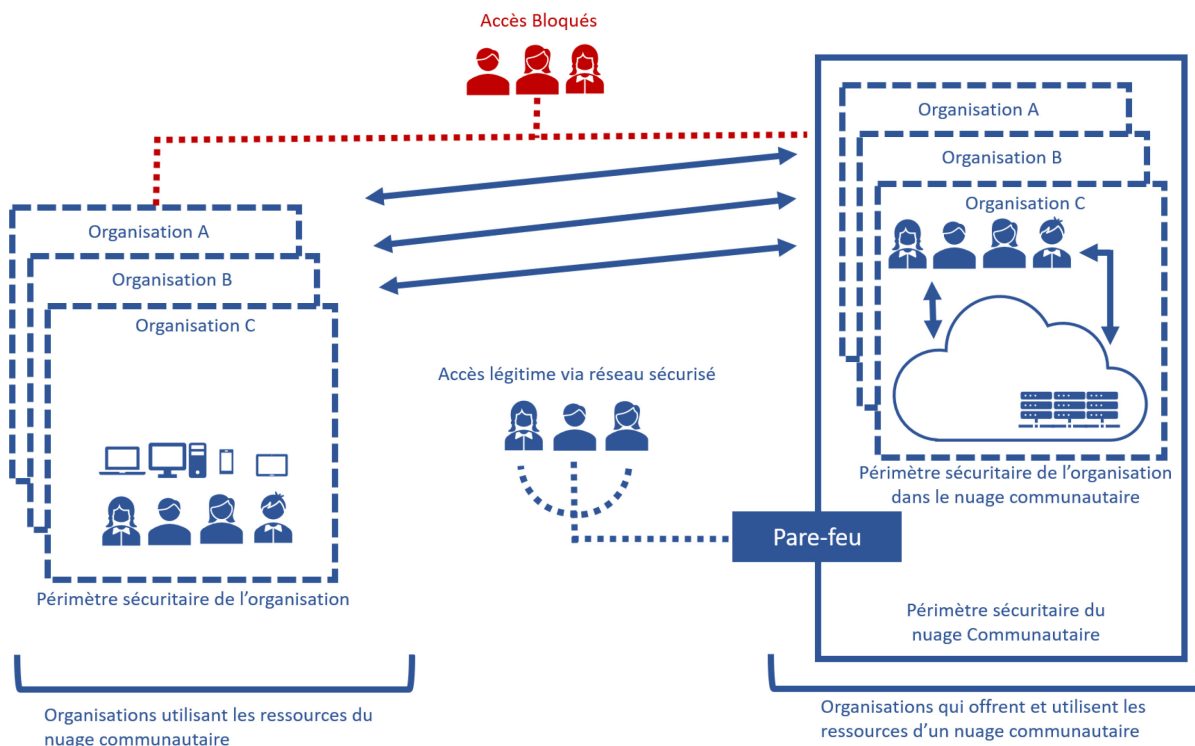 Accès Bloqués
Organisation A
Organisation B
Organisation C
Périmètre sécuritaire de l’organisation
Organisations utilisant les ressources du
nuage communautaire
Accès légitime via réseau sécurisé
Pare-feu
Organisation A
Organisation B
Organisation C
Périmètre sécuritaire de l’organisation
dans le nuage communautaire
Périmètre sécuritaire du
nuage Communautaire
Organisations qui offrent et utilisent les
ressources d’un nuage communautaire